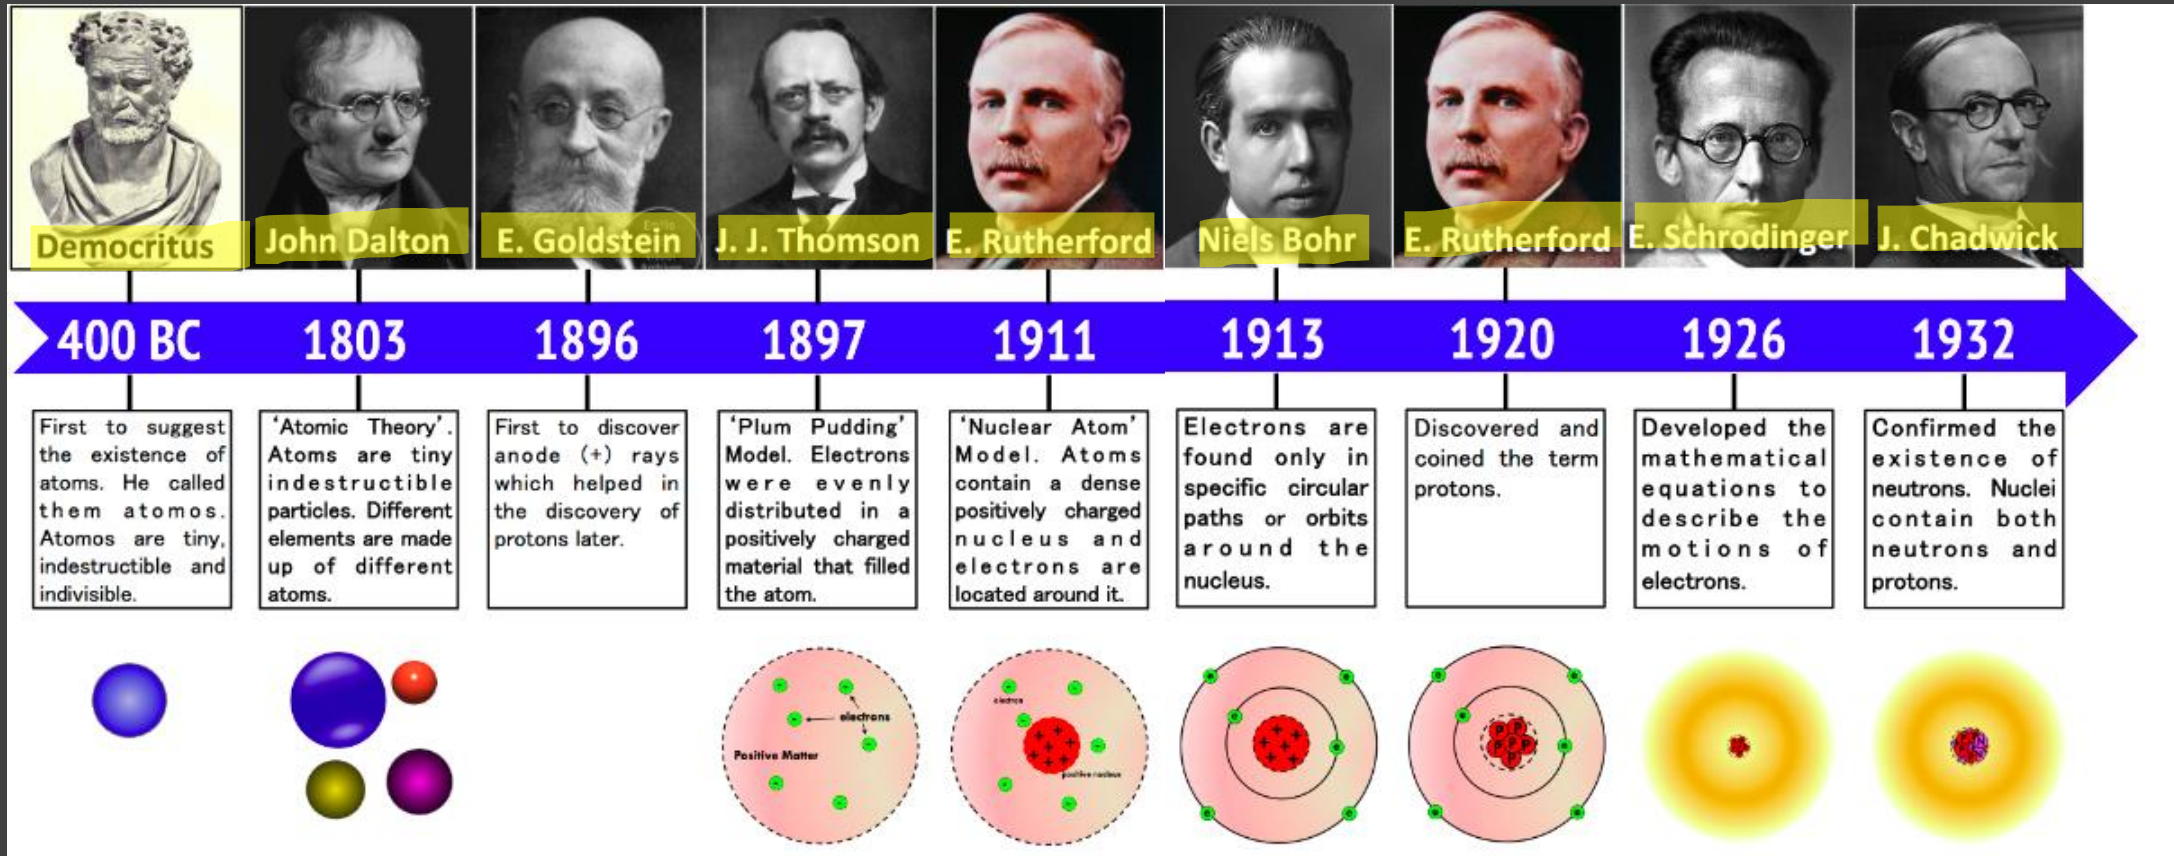 Democritus
John Dalton
E. Goldstein
J. J. Thomson
E. Rutherford
Niels Bohr
E. Rutherford
E. Schrodinger
J. Chadwick
400 BC
1803
1896
1897
1911
1913
1920
1926
1932
First to suggest
the existence of
atoms. He called
them atomos.
Atomos are tiny,
indestructible and
indivisible.
‘Atomic Theory’.
Atoms are tiny
indestructible
particles. Different
elements are made
up of different
atoms.
First to discover
anode (+) rays
which helped in
the discovery of
protons later.
‘Plum Pudding’
Model. Electrons
were evenly
distributed in a
positively charged
material that filled
the atom.
‘Nuclear Atom’
Model. Atoms
contain a dense
positively charged
nucleus and
electrons are
located around it.
Electrons are
found only in
specific circular
paths or orbits
around the
nucleus.
Discovered and
coined the term
protons.
Developed the
mathematical
equations to
describe the
motions of
electrons.
Confirmed the
existence of
neutrons. Nuclei
contain both
neutrons and
protons.
electrons
Positive Matter
electron
positive nucleus
P P
P P P
P